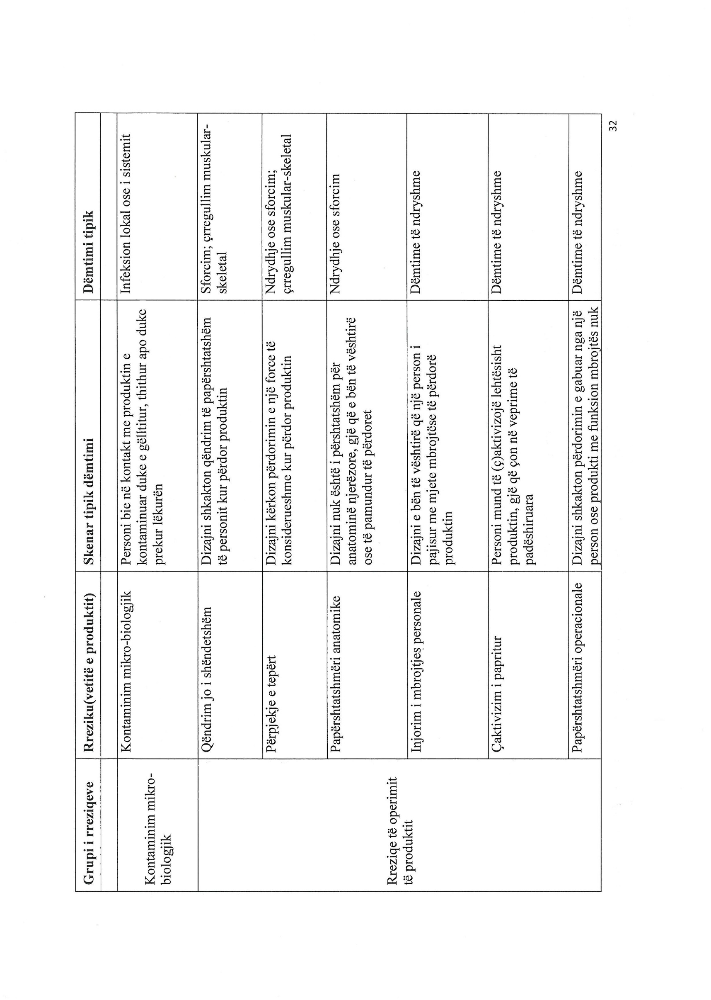 Grupi i rreziqeve
Rreziku(vetitë e produktit)
Skenar tipik dëmtimi
Dëmtimi tipik
Kontaminim mikro-
biologjik
Kontaminim mikro-biologjik
Personi bie në kontakt me produktin e
kontaminuar duke e gëlltitur, thithur apo duke
prekur lëkurën
Infeksion lokal ose i sistemit
Rreziqe të operimit
të produktit
Qëndrim jo i shëndetshëm
Dizajni shkakton qëndrim të papërshtatshëm
të personit kur përdor produktin
Sforcim; çrregullim muskular-
skeletal
Përpjekje e tepërt
Dizajni kërkon përdorimin e një force të
konsiderueshme kur përdor produktin
Ndrydhje ose sforcim;
çrregullim muskular-skeletal
Papërshtatshmëri anatomike
Dizajni nuk është i përshtatshëm për
anatominë njerëzore, gjë që e bën të vështirë
ose të pamundur të përdoret
Ndrydhje ose sforcim
Injorim i mbrojtjes personale
Dizajni e bën të vështirë që një person i
pajisur me mjete mbrojtëse të përdorë
produktin
Dëmtime të ndryshme
Çaktivizim i papritur
Personi mund të (ç)aktivizojë lehtësisht
produktin, gjë që çon në veprime të
padëshiruara
Dëmtime të ndryshme
Papërshtatshmëri operacionale
Dizajni shkakton përdorimin e gabuar nga një
person ose produkti me funksion mbrojtës nuk
Dëmtime të ndryshme
32